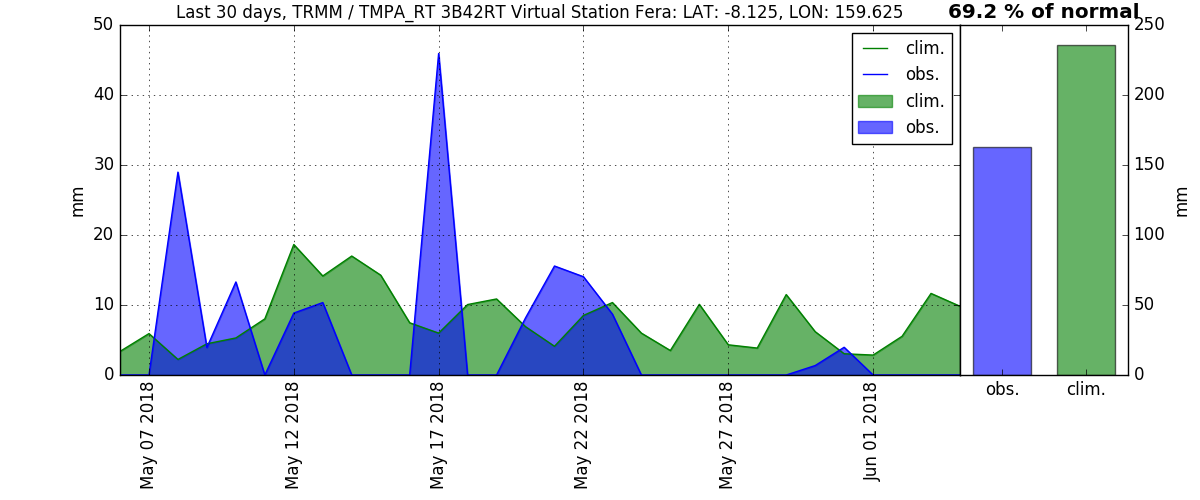 Last 30 days, TRMM / TMPA_RT 3B42RT Virtual Station Fera: LAT: -8.125, LON: 159.625
69.2 % of normal
50
40
30
20
10
0
mm
clim.
obs.
clim.
obs.
250
200
150
100
50
0
mm
May 07 2018
May 12 2018
May 17 2018
May 22 2018
May 27 2018
Jun 01 2018
obs.
clim.